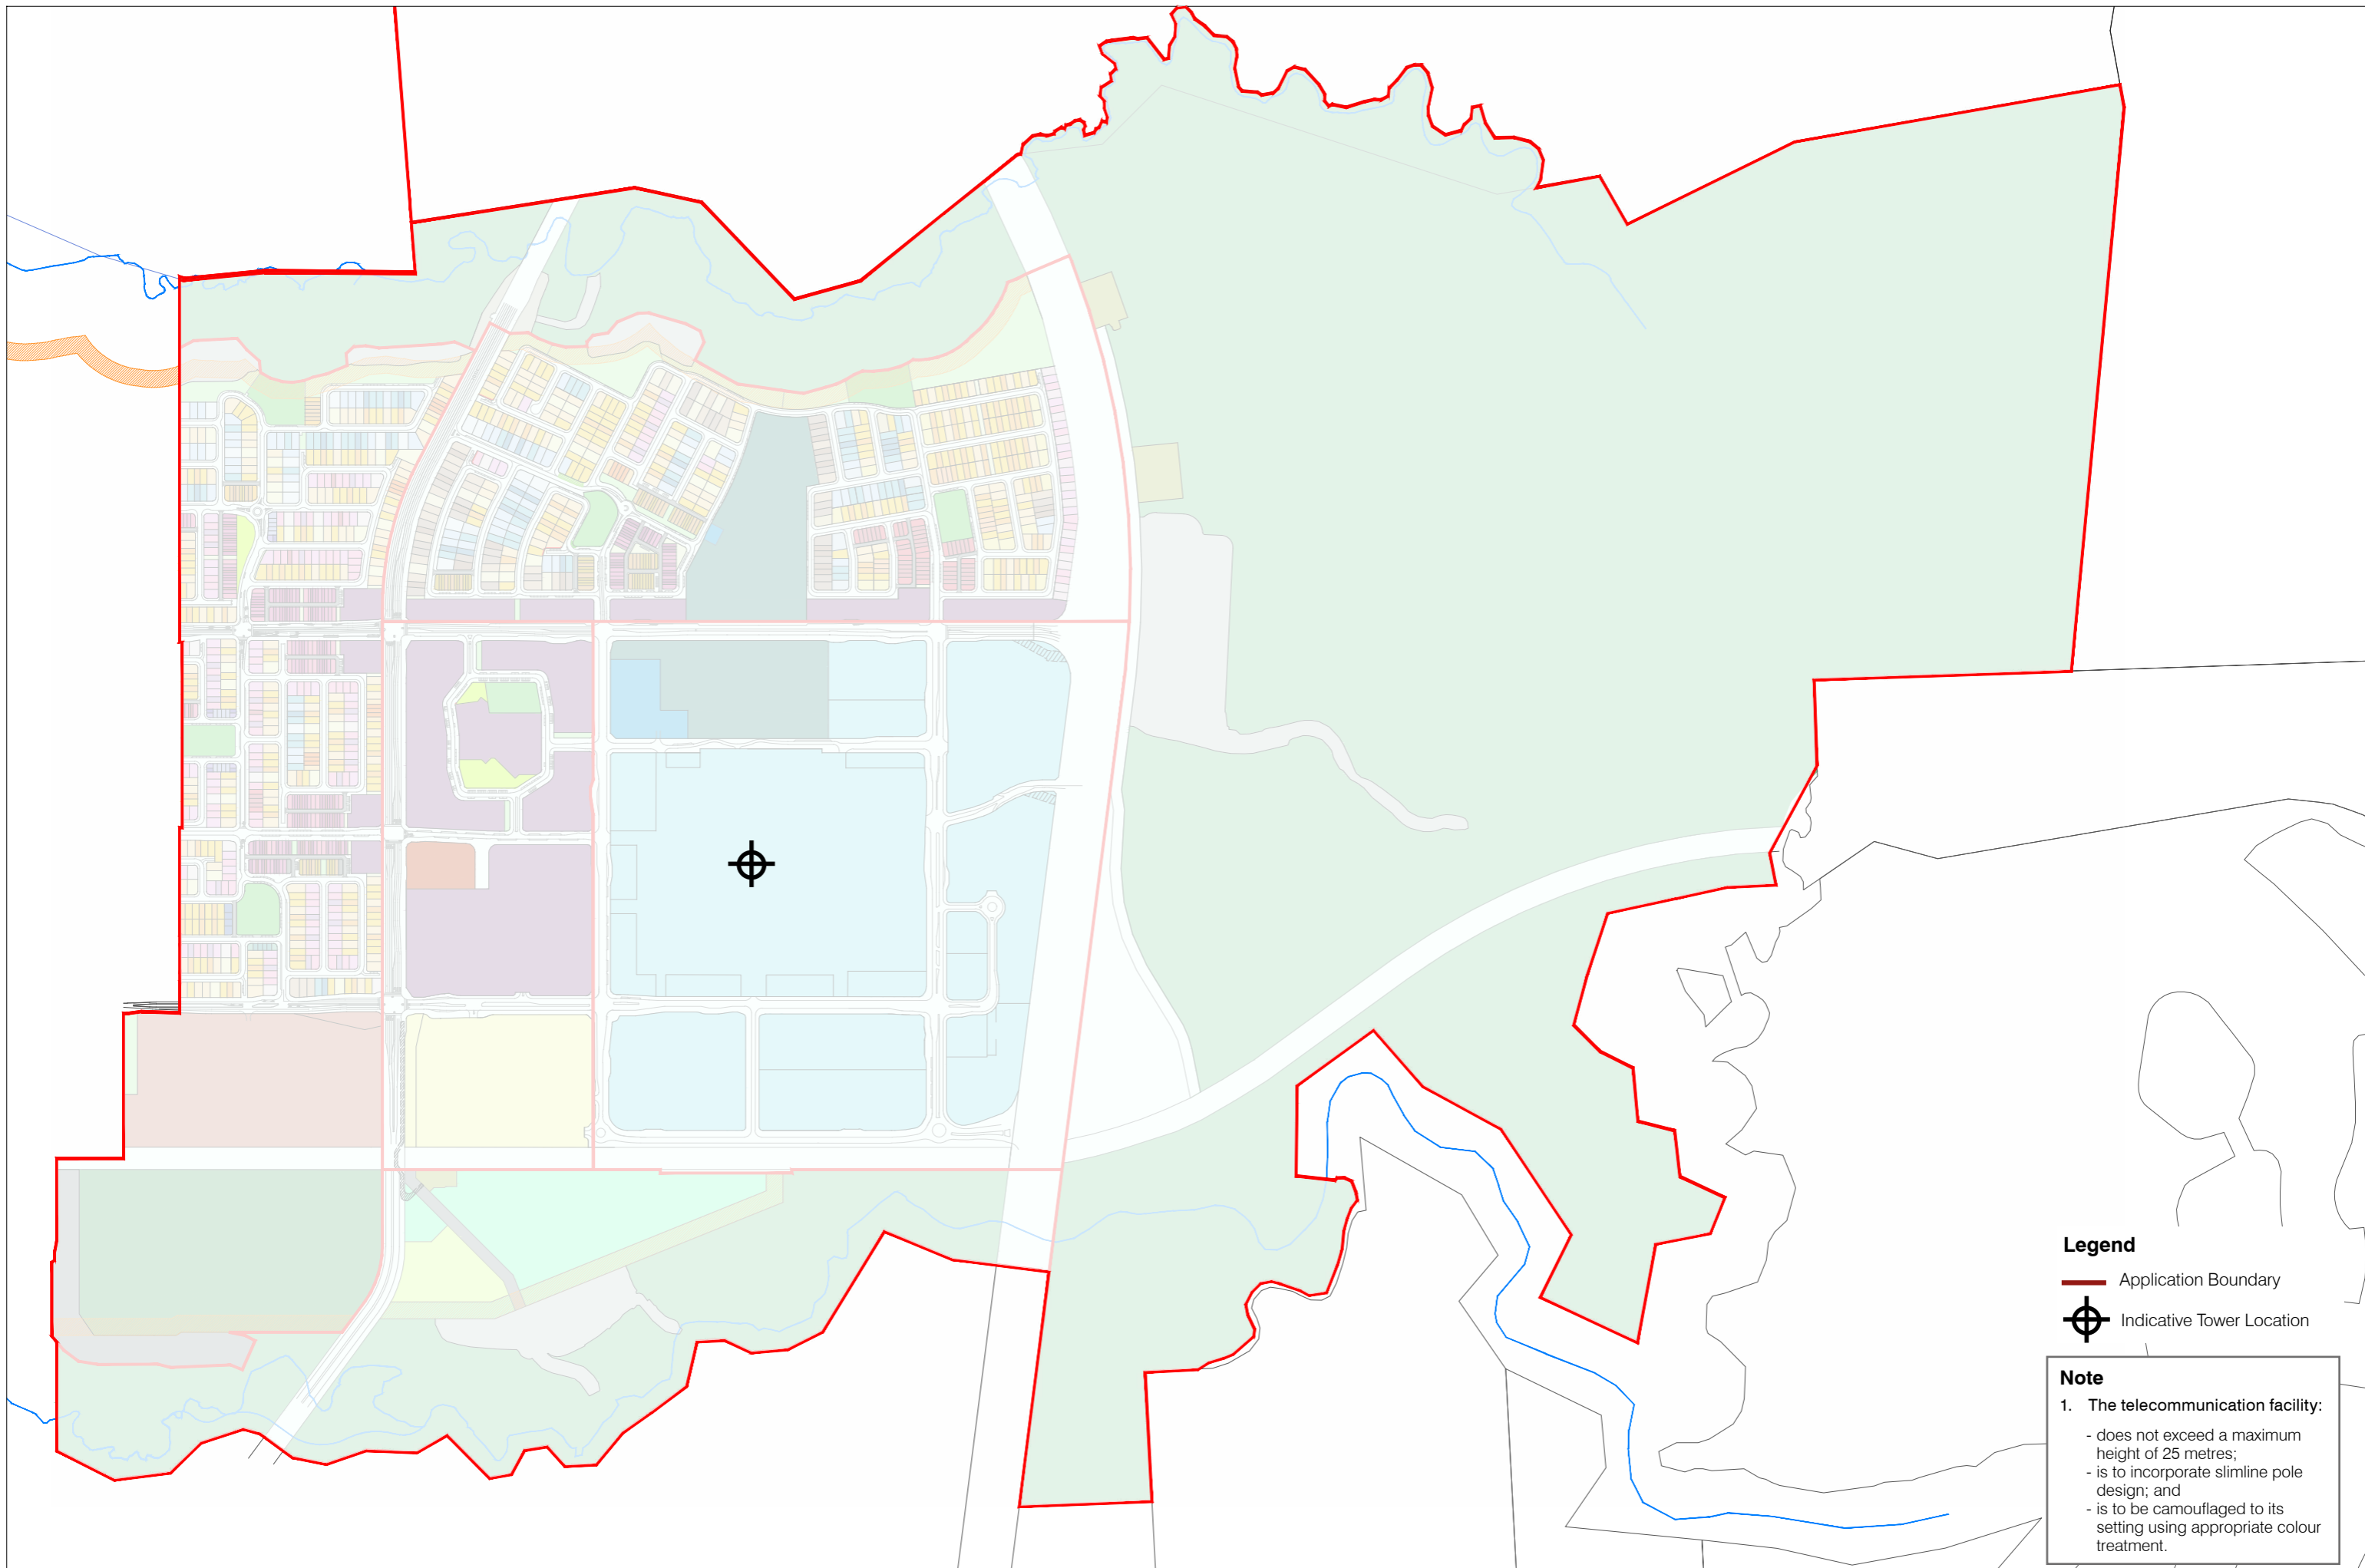 Legend
Application Boundary
Indicative Tower Location
Note
1. The telecommunication facility:
- does not exceed a maximum
height of 25 metres;
- is to incorporate slimline pole
design; and
- is to be camouflaged to its
setting using appropriate colour
treatment.